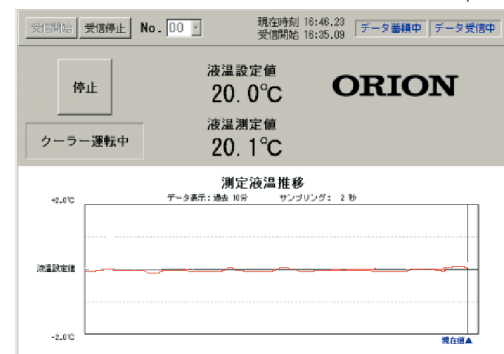 受信開始 受信停止 No. 00 現在時刻 16:46.23 データ蓄積中 データ受信中
受信開始 16:35.09
停止
液温設定値
20.0℃
ORION
クーラー運転中
液温測定値
20.1℃
測定液温推移
データ表示:過去 10分 サンプリング: 2 秒
+2.0℃
液温設定値
-2.0℃
現在値▲